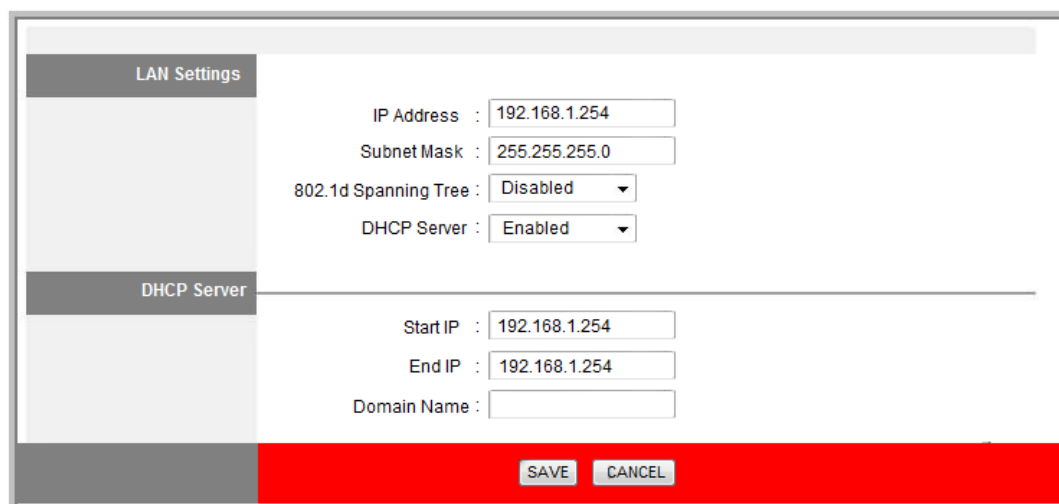 LAN Settings
IP Address : 192.168.1.254
Subnet Mask : 255.255.255.0
802.1d Spanning Tree : Disabled
DHCP Server : Enabled
DHCP Server
Start IP : 192.168.1.254
End IP : 192.168.1.254
Domain Name :
SAVE CANCEL